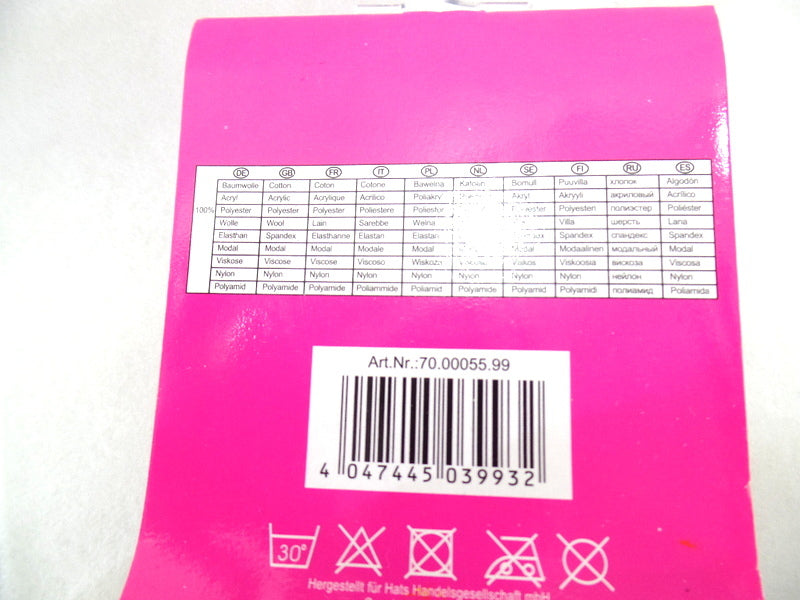 DE GB FR IT PL NL SE FI RU ES
Baumwolle Cotton Coton Cotone Bawelna Katoen Bomull Puuvilla хлопок Algodón
Acryl Acrylic Acrylique Acrilico Poliakryl Akryl Akryyli акриловый Acrílico
100% Polyester Polyester Polyester Poliestere Poliester Polyester Polyesteri полиэстер Poliéster
Wolle Wool Lain Sarebbe Welna Villa шерсть Lana
Elasthan Spandex Elasthanne Elastan Elastan Spandex спандекс Spandex
Modal Modal Modal Modale Modal Modal Modaalinen модальный Modal
Viskose Viscose Viscose Viscoso Wiskoza Viscose Viskos Viskoosia вискоза Viscosa
Nylon Nylon Nylon Nylon Nylon Nylon Nylon Nylon нейлон Nylon
Polyamid Polyamide Polyamide Poliammide Poliamid Polyamide Polyamid Polyamidi полиамид Poliamida
Art.Nr.:70.00055.99
4 047445 039932
30°
Hergestellt für Hats Handelsgesellschaft mbH